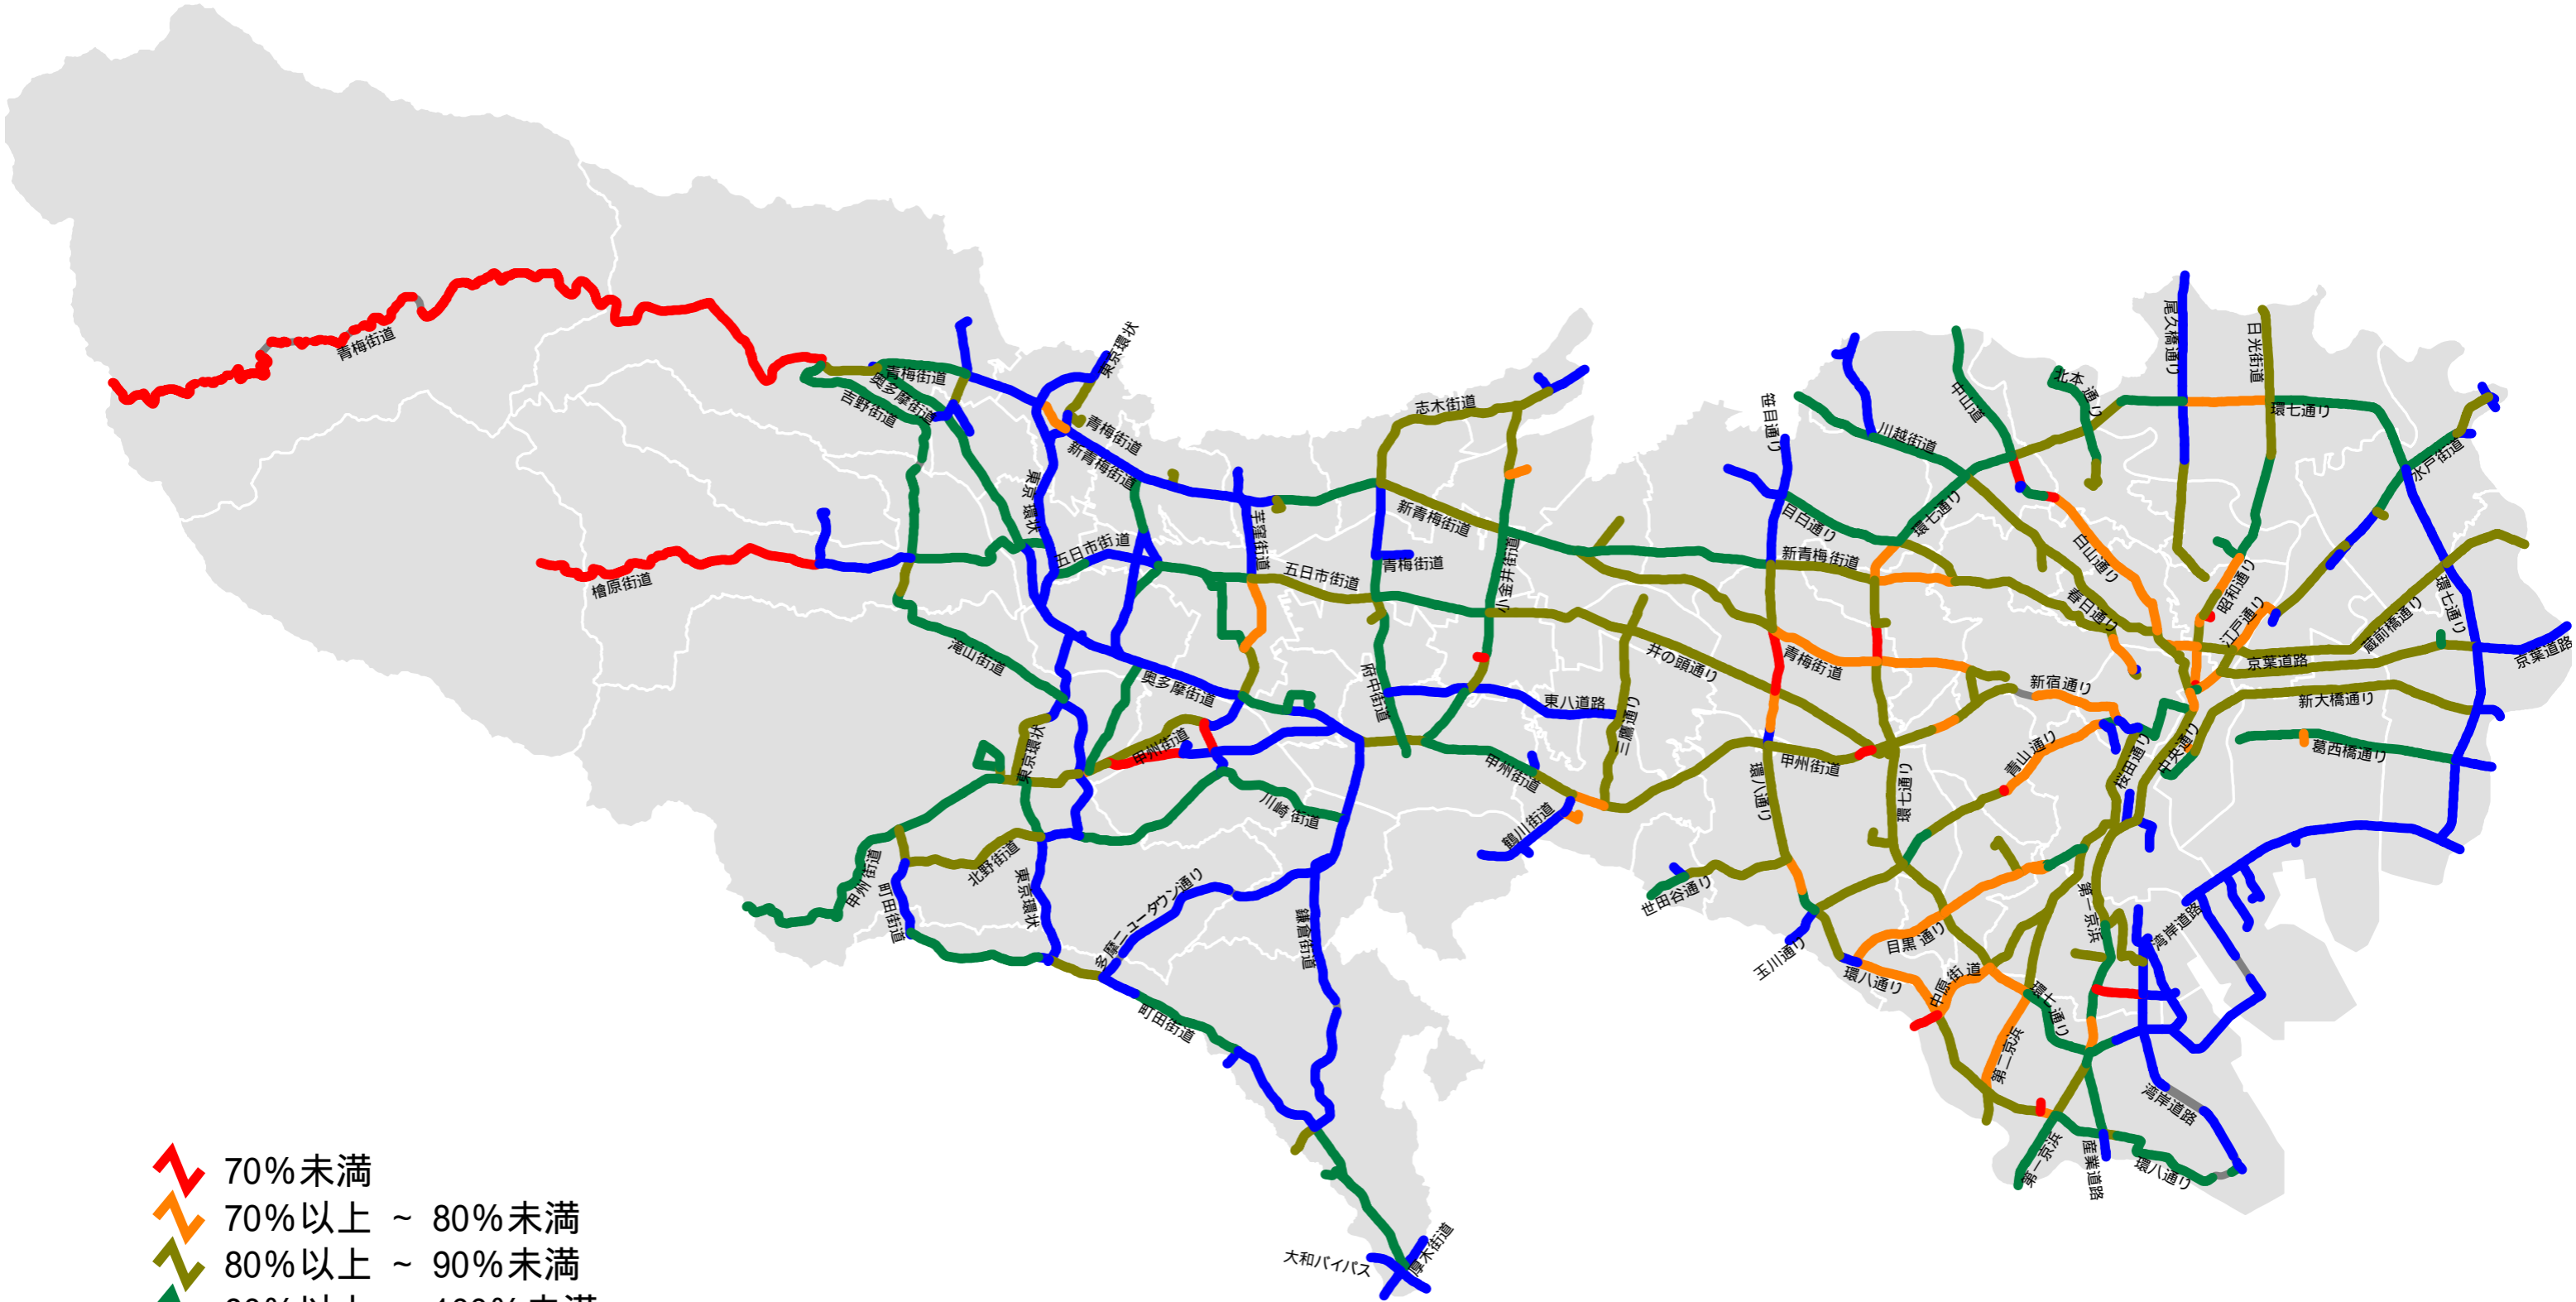 青梅街道
東京環状
青梅街道
奥多摩街道
吉野街道
青梅街道
新青梅街道
東京環状
檜原街道
五日市街道
芋窪街道
五日市街道
志木街道
新青梅街道
青梅街道
小金井街道
滝山街道
奥多摩街道
府中街道
東八道路
三鷹通り
井の頭通り
東京環状
甲州街道
川崎街道
甲州街道
鶴川街道
北野街道
甲州街道
町田街道
東京環状
多摩ニュータウン通り
鎌倉街道
町田街道
大和バイパス
厚木街道
笹目通り
川越街道
中山道
北本通り
尾久橋通り
日光街道
環七通り
水戸街道
目白通り
環七通り
新青梅街道
白山通り
春日通り
昭和通り
江戸通り
蔵前橋通り
環七通り
京葉道路
京葉道路
青梅街道
新宿通り
新大橋通り
葛西橋通り
甲州街道
環八通り
環七通り
青山通り
桜田通り
中央通り
世田谷通り
玉川通り
目黒通り
環八通り
中原街道
環七通り
第一京浜
第二京浜
湾岸道路
湾岸道路
第一京浜
産業道路
環八通り
70%未満
70%以上 ~ 80%未満
80%以上 ~ 90%未満